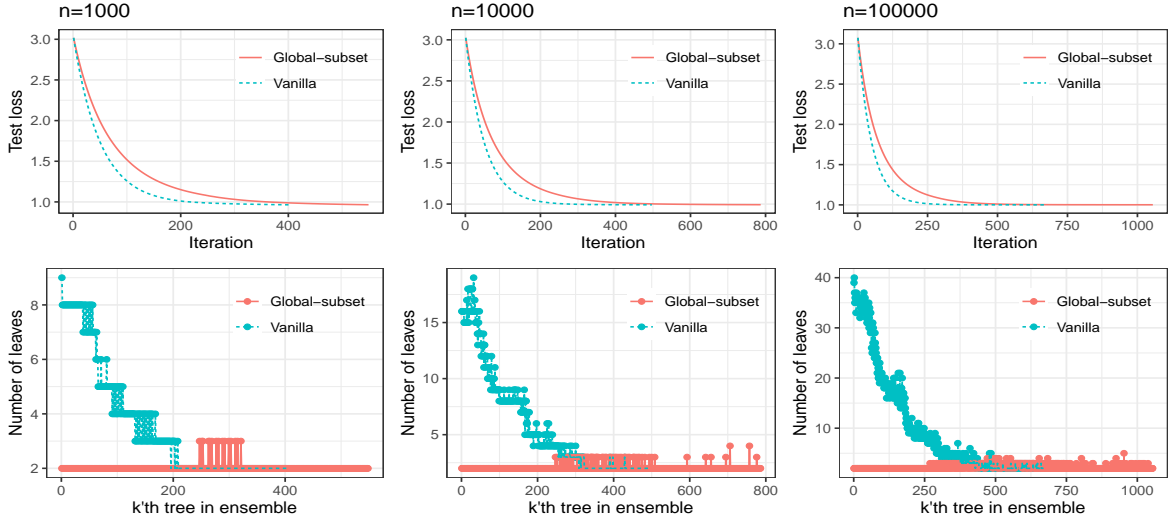 n=1000
n=10000
n=100000
Test loss
3.0
2.5
2.0
1.5
1.0
Global-subset
Vanilla
0
200
400
Iteration
Test loss
3.0
2.5
2.0
1.5
1.0
Global-subset
Vanilla
0
200
400
600
800
Iteration
Test loss
3.0
2.5
2.0
1.5
1.0
Global-subset
Vanilla
0
250
500
750
1000
Iteration
Number of leaves
8
6
4
2
Global-subset
Vanilla
0
200
400
k'th tree in ensemble
Number of leaves
15
10
5
Global-subset
Vanilla
0
200
400
600
800
k'th tree in ensemble
Number of leaves
40
30
20
10
Global-subset
Vanilla
0
250
500
750
1000
k'th tree in ensemble